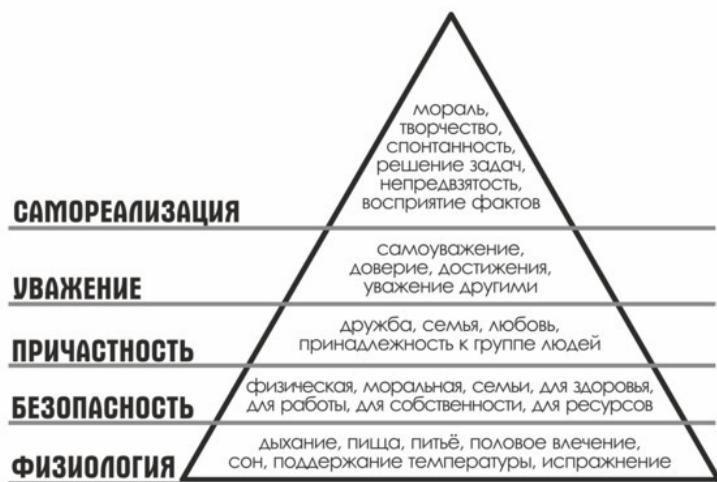 мораль,
творчество,
спонтанность,
решение задач,
непредвзятость,
восприятие фактов
САМОРЕАЛИЗАЦИЯ
самоуважение,
доверие, достижения,
уважение другими
УВАЖЕНИЕ
дружба, семья, любовь,
принадлежность к группе людей
ПРИЧАСТНОСТЬ
физическая, моральная, семьи, для здоровья,
для работы, для собственности, для ресурсов
БЕЗОПАСНОСТЬ
дыхание, пища, питьё, половое влечение,
сон, поддержание температуры, испражнение
ФИЗИОЛОГИЯ